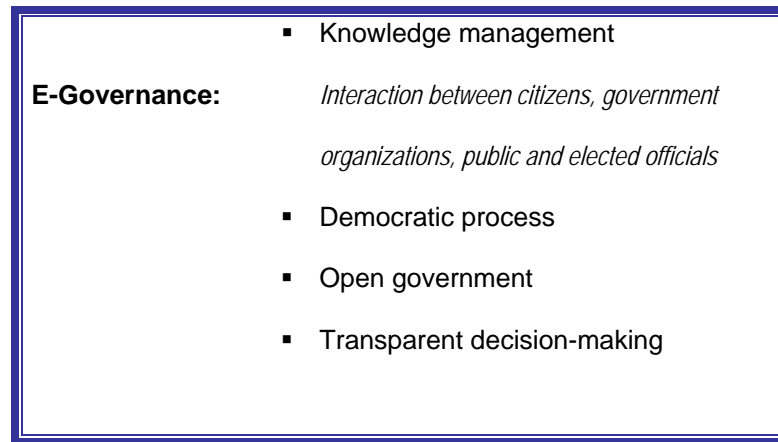 ▪ Knowledge management
E-Governance: Interaction between citizens, government
organizations, public and elected officials
▪ Democratic process
▪ Open government
▪ Transparent decision-making